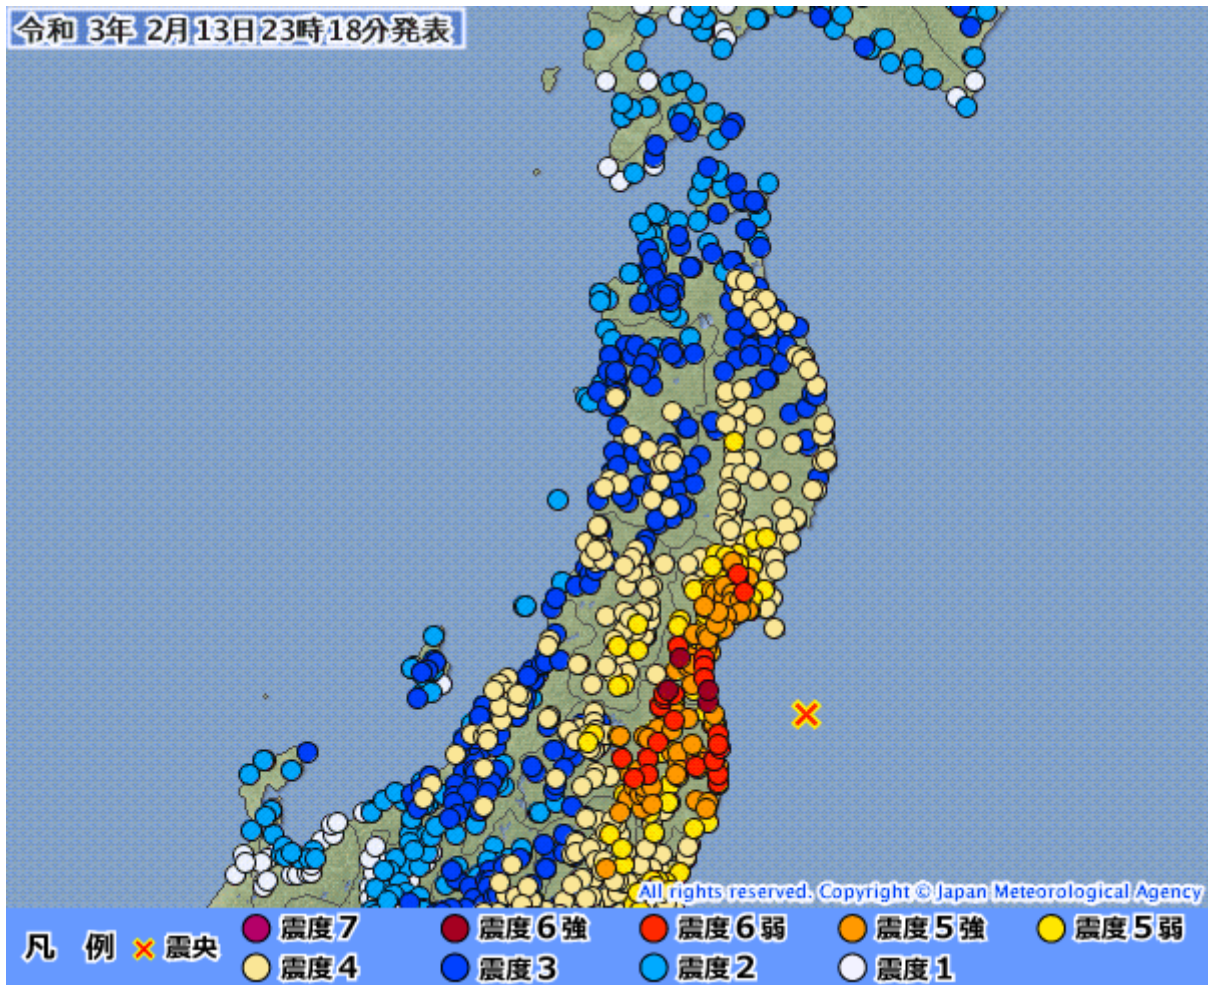 令和 3年 2月13日23時18分発表
All rights reserved. Copyright © Japan Meteorological Agency
凡 例 震央 震度7 震度6強 震度6弱 震度5強 震度5弱
震度4 震度3 震度2 震度1